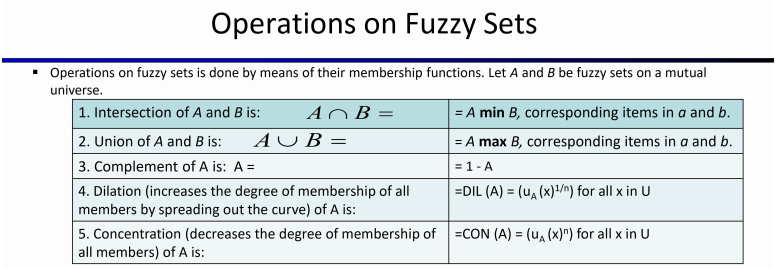 Operations on Fuzzy Sets
▪ Operations on fuzzy sets is done by means of their membership functions. Let A and B be fuzzy sets on a mutual
universe.
1. Intersection of A and B is: A ∩ B = = A min B, corresponding items in a and b.
2. Union of A and B is: A ∪ B = = A max B, corresponding items in a and b.
3. Complement of A is: A = = 1 - A
4. Dilation (increases the degree of membership of all =DIL (A) = (u_A (x)^1/n) for all x in U
members by spreading out the curve) of A is:
5. Concentration (decreases the degree of membership of =CON (A) = (u_A (x)^n) for all x in U
all members) of A is: